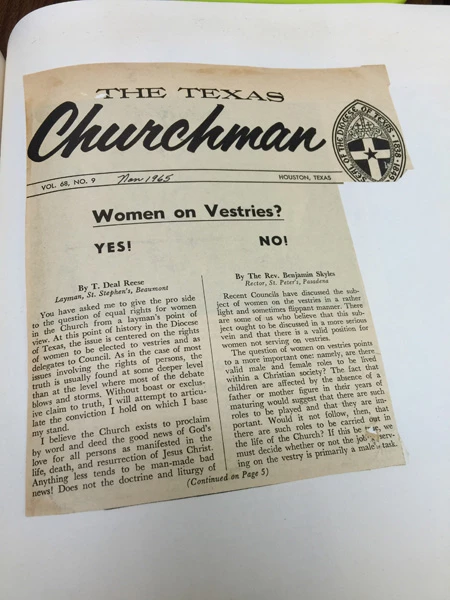 THE TEXAS
Churchman
SEAL OF THE DIOCESE OF TEXAS · 1838 · 1849
VOL. 68, NO. 9 Nov 1965 HOUSTON, TEXAS
Women on Vestries?
YES!
By T. Deal Reese
Layman, St. Stephen's, Beaumont
You have asked me to give the pro side
to the question of equal rights for women
in the Church from a layman's point of
view. At this point of history in the Diocese
of Texas, the issue is centered on the rights
of women to be elected to vestries and as
delegates to Council. As in the case of most
issues involving the rights of persons, the
truth is usually found at some deeper level
than at the level where most of the debate
blows and storms. Without boast or exclus-
ive claim to truth, I will attempt to articu-
late the conviction I hold on which I base
my stand.
I believe the Church exists to proclaim
by word and deed the good news of God's
love for all persons as manifested in the
life, death, and resurrection of Jesus Christ.
Anything less tends to be man-made bad
news! Does not the doctrine and liturgy of
NO!
By The Rev. Benjamin Skyles
Rector, St. Peter's, Pasadena
Recent Councils have discussed the sub-
ject of women on the vestries in a rather
light and sometimes flippant manner. There
are some of us who believe that this sub-
ject ought to be discussed in a more serious
vein and that there is a valid position for
women not serving on vestries.
The question of women on vestries points
to a more important one: namely, are there
valid male and female roles to be lived
within a Christian society? The fact that
children are affected by the absence of a
father or mother figure in their years of
maturing would suggest that there are such
roles to be played and that they are im-
portant. Would it not follow, then, that
there are such roles to be carried out in
the life of the Church? If this be so, we
must decide whether or not the job of serv-
ing on the vestry is primarily a male task.
(Continued on Page 5)